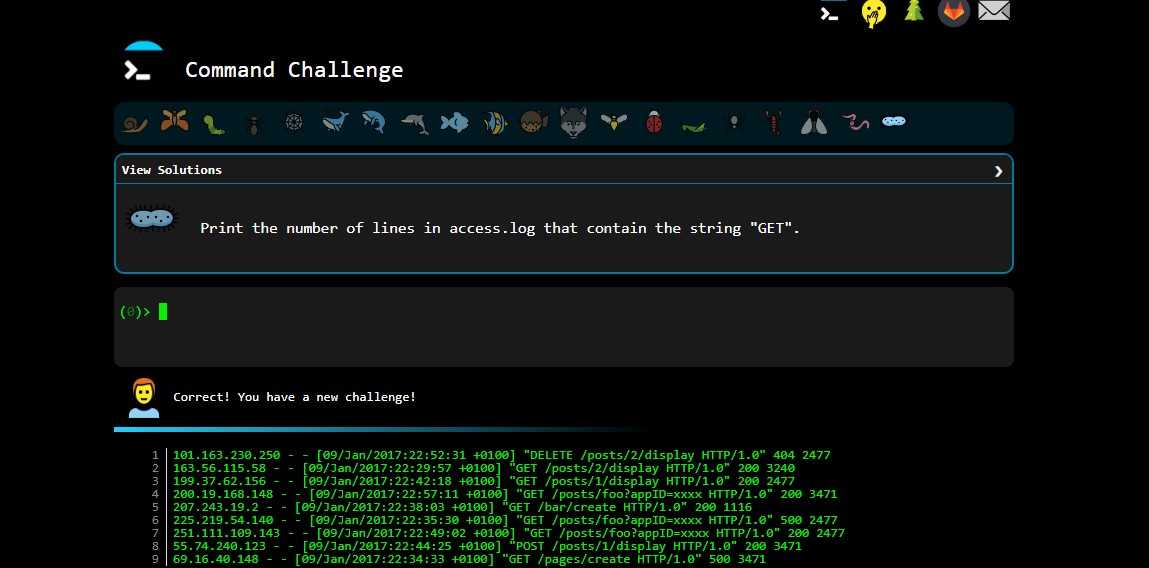 Command Challenge
View Solutions
Print the number of lines in access.log that contain the string "GET".
(0)>
Correct! You have a new challenge!
1 101.163.230.250 - - [09/Jan/2017:22:52:31 +0100] "DELETE /posts/2/display HTTP/1.0" 404 2477
2 163.56.115.58 - - [09/Jan/2017:22:29:57 +0100] "GET /posts/2/display HTTP/1.0" 200 3240
3 199.37.62.156 - - [09/Jan/2017:22:42:18 +0100] "GET /posts/1/display HTTP/1.0" 200 2477
4 200.19.168.148 - - [09/Jan/2017:22:57:11 +0100] "GET /posts/foo?appID=xxxx HTTP/1.0" 200 3471
5 207.243.19.2 - - [09/Jan/2017:22:38:03 +0100] "GET /bar/create HTTP/1.0" 200 1116
6 225.219.54.140 - - [09/Jan/2017:22:35:30 +0100] "GET /posts/foo?appID=xxxx HTTP/1.0" 500 2477
7 251.111.109.143 - - [09/Jan/2017:22:49:02 +0100] "GET /posts/foo?appID=xxxx HTTP/1.0" 200 2477
8 55.74.240.123 - - [09/Jan/2017:22:44:25 +0100] "POST /posts/1/display HTTP/1.0" 200 3471
9 69.16.40.148 - - [09/Jan/2017:22:34:33 +0100] "GET /pages/create HTTP/1.0" 500 3471